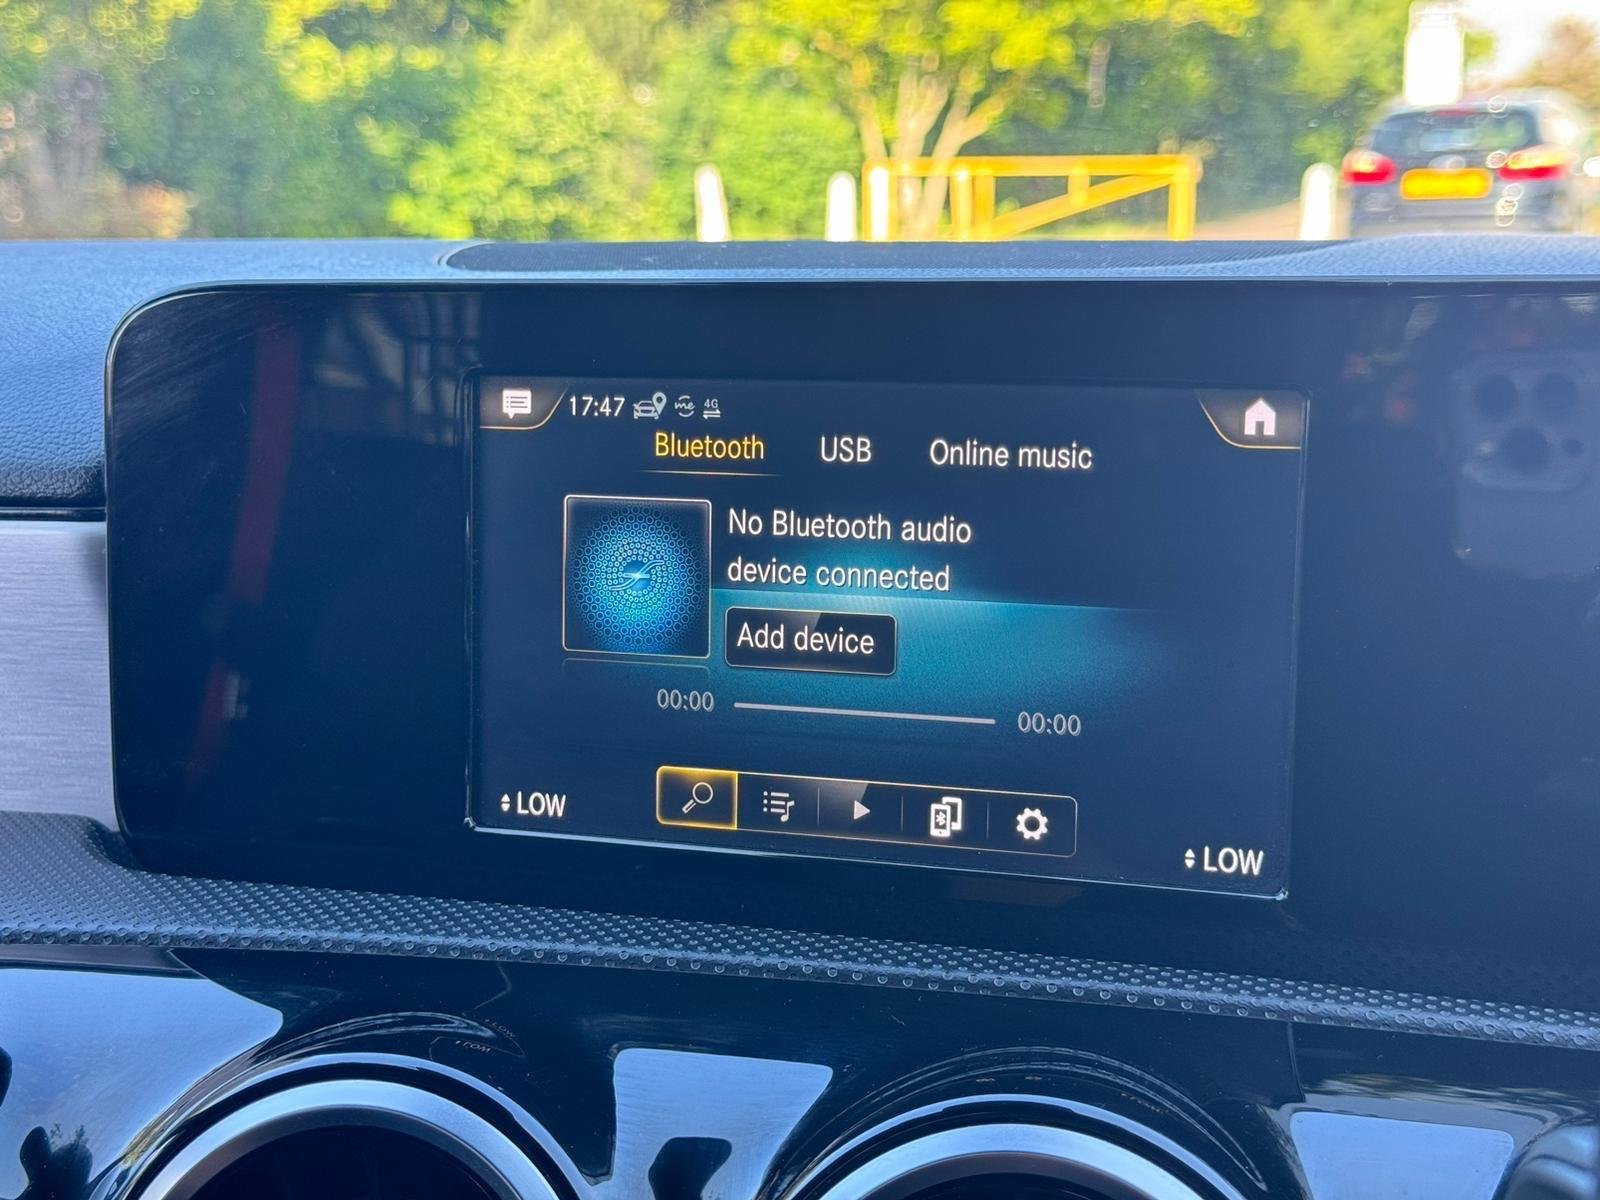 17:47 me 4G
Bluetooth USB Online music
No Bluetooth audio
device connected
Add device
00:00 00:00
LOW
LOW